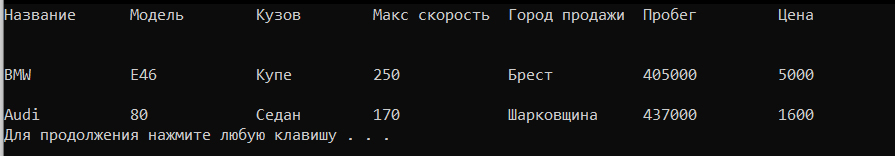 Название Модель Кузов Макс скорость Город продажи Пробег Цена
BMW E46 Купе 250 Брест 405000 5000
Audi 80 Седан 170 Шарковщина 437000 1600
Для продолжения нажмите любую клавишу . . .